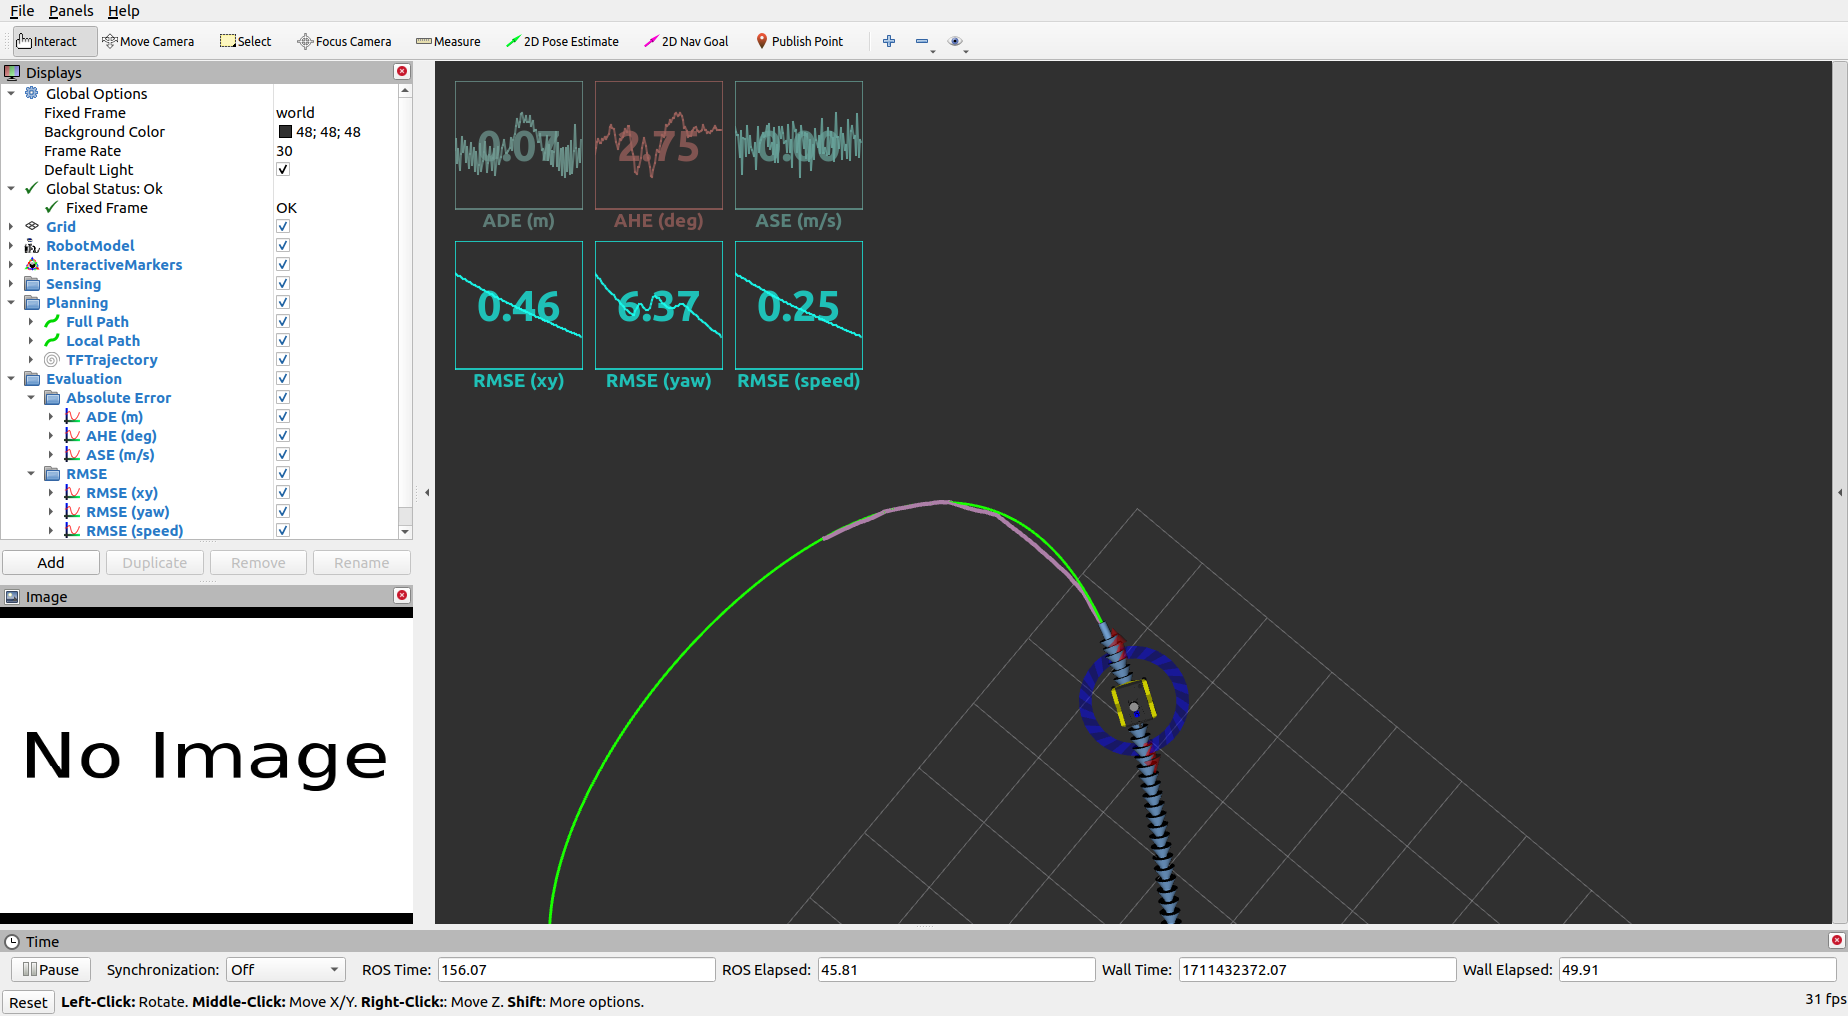 File Panels Help
Interact Move Camera Select Focus Camera Measure 2D Pose Estimate 2D Nav Goal Publish Point
Displays
Global Options
Fixed Frame world
Background Color 48; 48; 48
Frame Rate 30
Default Light
Global Status: Ok
Fixed Frame OK
Grid
RobotModel
InteractiveMarkers
Sensing
Planning
Full Path
Local Path
TFTrajectory
Evaluation
Absolute Error
ADE (m)
AHE (deg)
ASE (m/s)
RMSE
RMSE (xy)
RMSE (yaw)
RMSE (speed)
Add Duplicate Remove Rename
Image
No Image
0.07 2.75 0.00
ADE (m) AHE (deg) ASE (m/s)
0.46 6.37 0.25
RMSE (xy) RMSE (yaw) RMSE (speed)
Time
Pause Synchronization: Off ROS Time: 156.07 ROS Elapsed: 45.81 Wall Time: 1711432372.07 Wall Elapsed: 49.91
Reset Left-Click: Rotate. Middle-Click: Move X/Y. Right-Click:: Move Z. Shift: More options. 31 fps